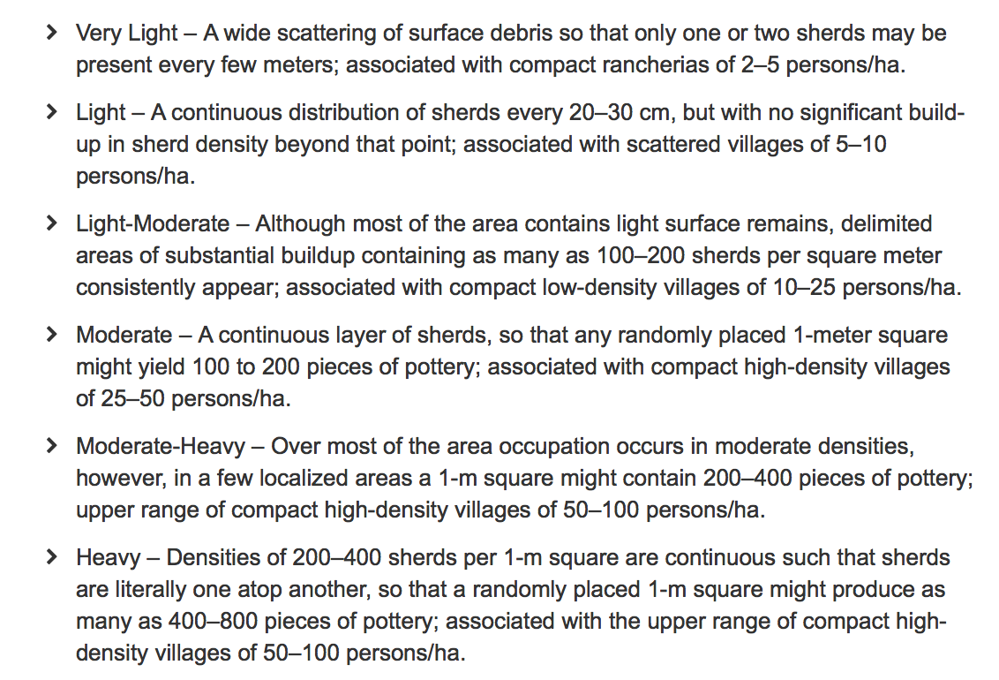 Very Light – A wide scattering of surface debris so that only one or two sherds may be
present every few meters; associated with compact rancherias of 2–5 persons/ha.
Light – A continuous distribution of sherds every 20–30 cm, but with no significant build-
up in sherd density beyond that point; associated with scattered villages of 5–10
persons/ha.
Light-Moderate – Although most of the area contains light surface remains, delimited
areas of substantial buildup containing as many as 100–200 sherds per square meter
consistently appear; associated with compact low-density villages of 10–25 persons/ha.
Moderate – A continuous layer of sherds, so that any randomly placed 1-meter square
might yield 100 to 200 pieces of pottery; associated with compact high-density villages
of 25–50 persons/ha.
Moderate-Heavy – Over most of the area occupation occurs in moderate densities,
however, in a few localized areas a 1-m square might contain 200–400 pieces of pottery;
upper range of compact high-density villages of 50–100 persons/ha.
Heavy – Densities of 200–400 sherds per 1-m square are continuous such that sherds
are literally one atop another, so that a randomly placed 1-m square might produce as
many as 400–800 pieces of pottery; associated with the upper range of compact high-
density villages of 50–100 persons/ha.